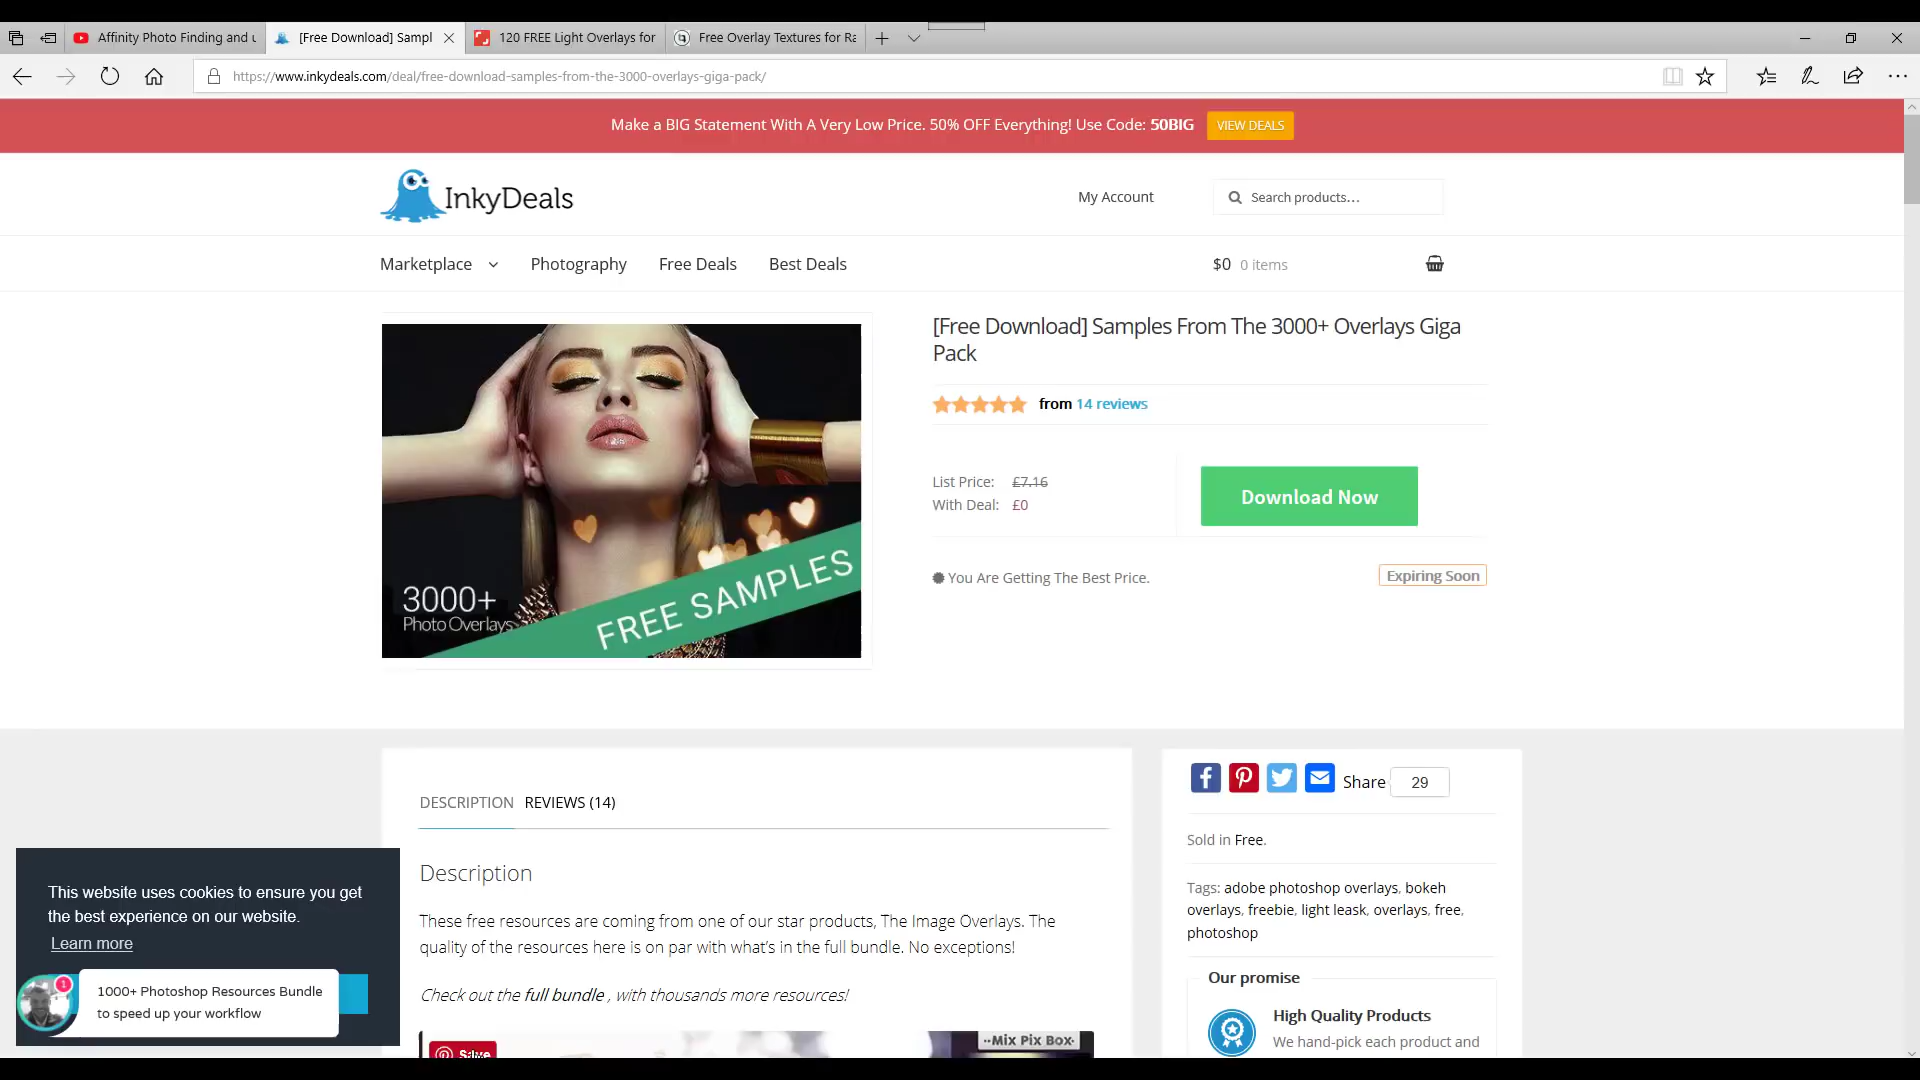 Affinity Photo Finding and u
[Free Download] Sampl
120 FREE Light Overlays for
Free Overlay Textures for Ra
https://www.inkydeals.com/deal/free-download-samples-from-the-3000-overlays-giga-pack/
Make a BIG Statement With A Very Low Price. 50% OFF Everything! Use Code: 50BIG VIEW DEALS
InkyDeals
My Account
Search products...
Marketplace
Photography
Free Deals
Best Deals
$0 0 items
3000+
Photo Overlays
FREE SAMPLES
[Free Download] Samples From The 3000+ Overlays Giga
Pack
from 14 reviews
List Price: £7.16
With Deal: £0
Download Now
You Are Getting The Best Price.
Expiring Soon
DESCRIPTION REVIEWS (14)
Description
These free resources are coming from one of our star products, The Image Overlays. The
quality of the resources here is on par with what's in the full bundle. No exceptions!
Check out the full bundle , with thousands more resources!
Save
··Mix Pix Box··
Share 29
Sold in Free.
Tags: adobe photoshop overlays, bokeh
overlays, freebie, light leask, overlays, free,
photoshop
Our promise
High Quality Products
We hand-pick each product and
This website uses cookies to ensure you get
the best experience on our website.
Learn more
1
1000+ Photoshop Resources Bundle
to speed up your workflow